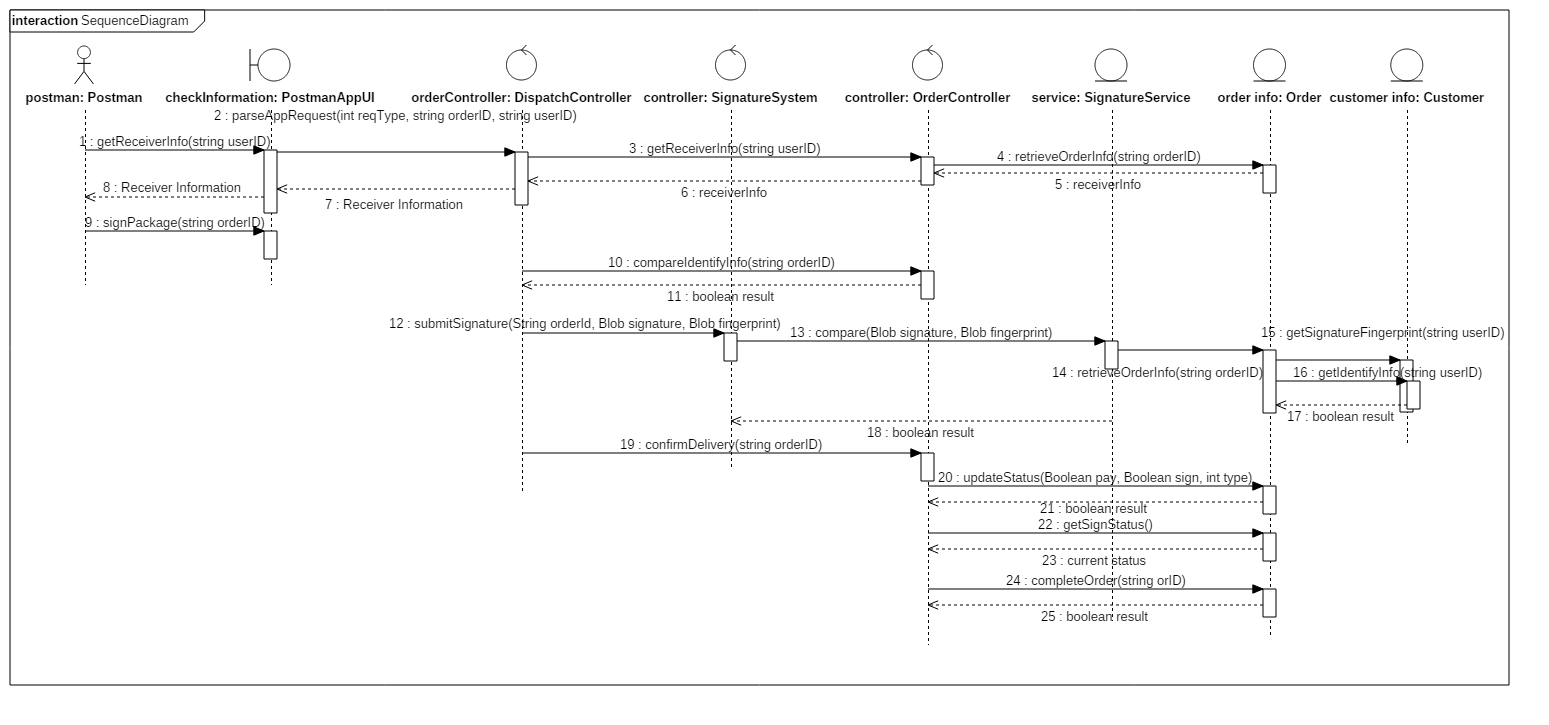 interaction SequenceDiagram
postman: Postman
checkInformation: PostmanAppUI
orderController: DispatchController
controller: SignatureSystem
controller: OrderController
service: SignatureService
order info: Order
customer info: Customer
2 : parseAppRequest(int reqType, string orderID, string userID)
1 : getReceiverInfo(string userID)
3 : getReceiverInfo(string userID)
4 : retrieveOrderInfo(string orderID)
5 : receiverInfo
6 : receiverInfo
7 : Receiver Information
8 : Receiver Information
9 : signPackage(string orderID)
10 : compareIdentifyInfo(string orderID)
11 : boolean result
12 : submitSignature(String orderId, Blob signature, Blob fingerprint)
13 : compare(Blob signature, Blob fingerprint)
15 : getSignatureFingerprint(string userID)
14 : retrieveOrderInfo(string orderID)
16 : getIdentifyInfo(string userID)
17 : boolean result
18 : boolean result
19 : confirmDelivery(string orderID)
20 : updateStatus(Boolean pay, Boolean sign, int type)
21 : boolean result
22 : getSignStatus()
23 : current status
24 : completeOrder(string orID)
25 : boolean result